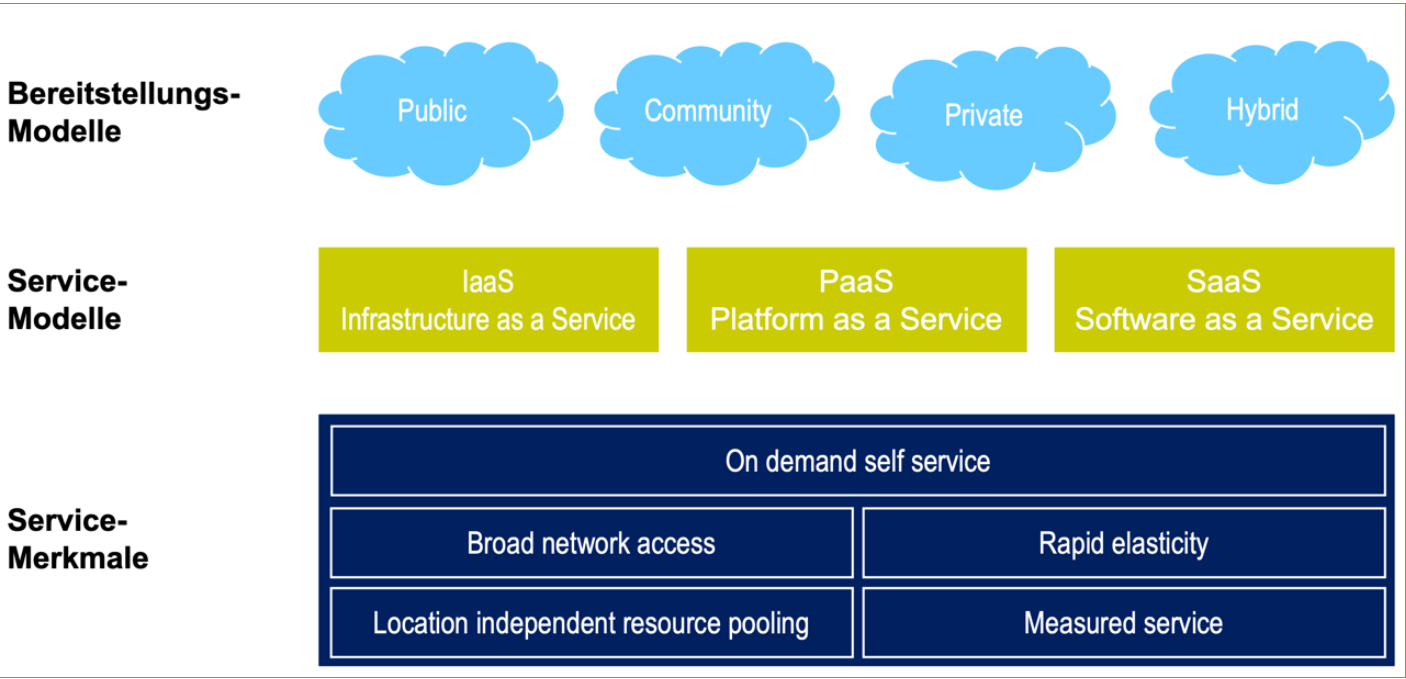 Bereitstellungs-
Modelle
Public
Community
Private
Hybrid
Service-
Modelle
IaaS
Infrastructure as a Service
PaaS
Platform as a Service
SaaS
Software as a Service
Service-
Merkmale
On demand self service
Broad network access
Rapid elasticity
Location independent resource pooling
Measured service